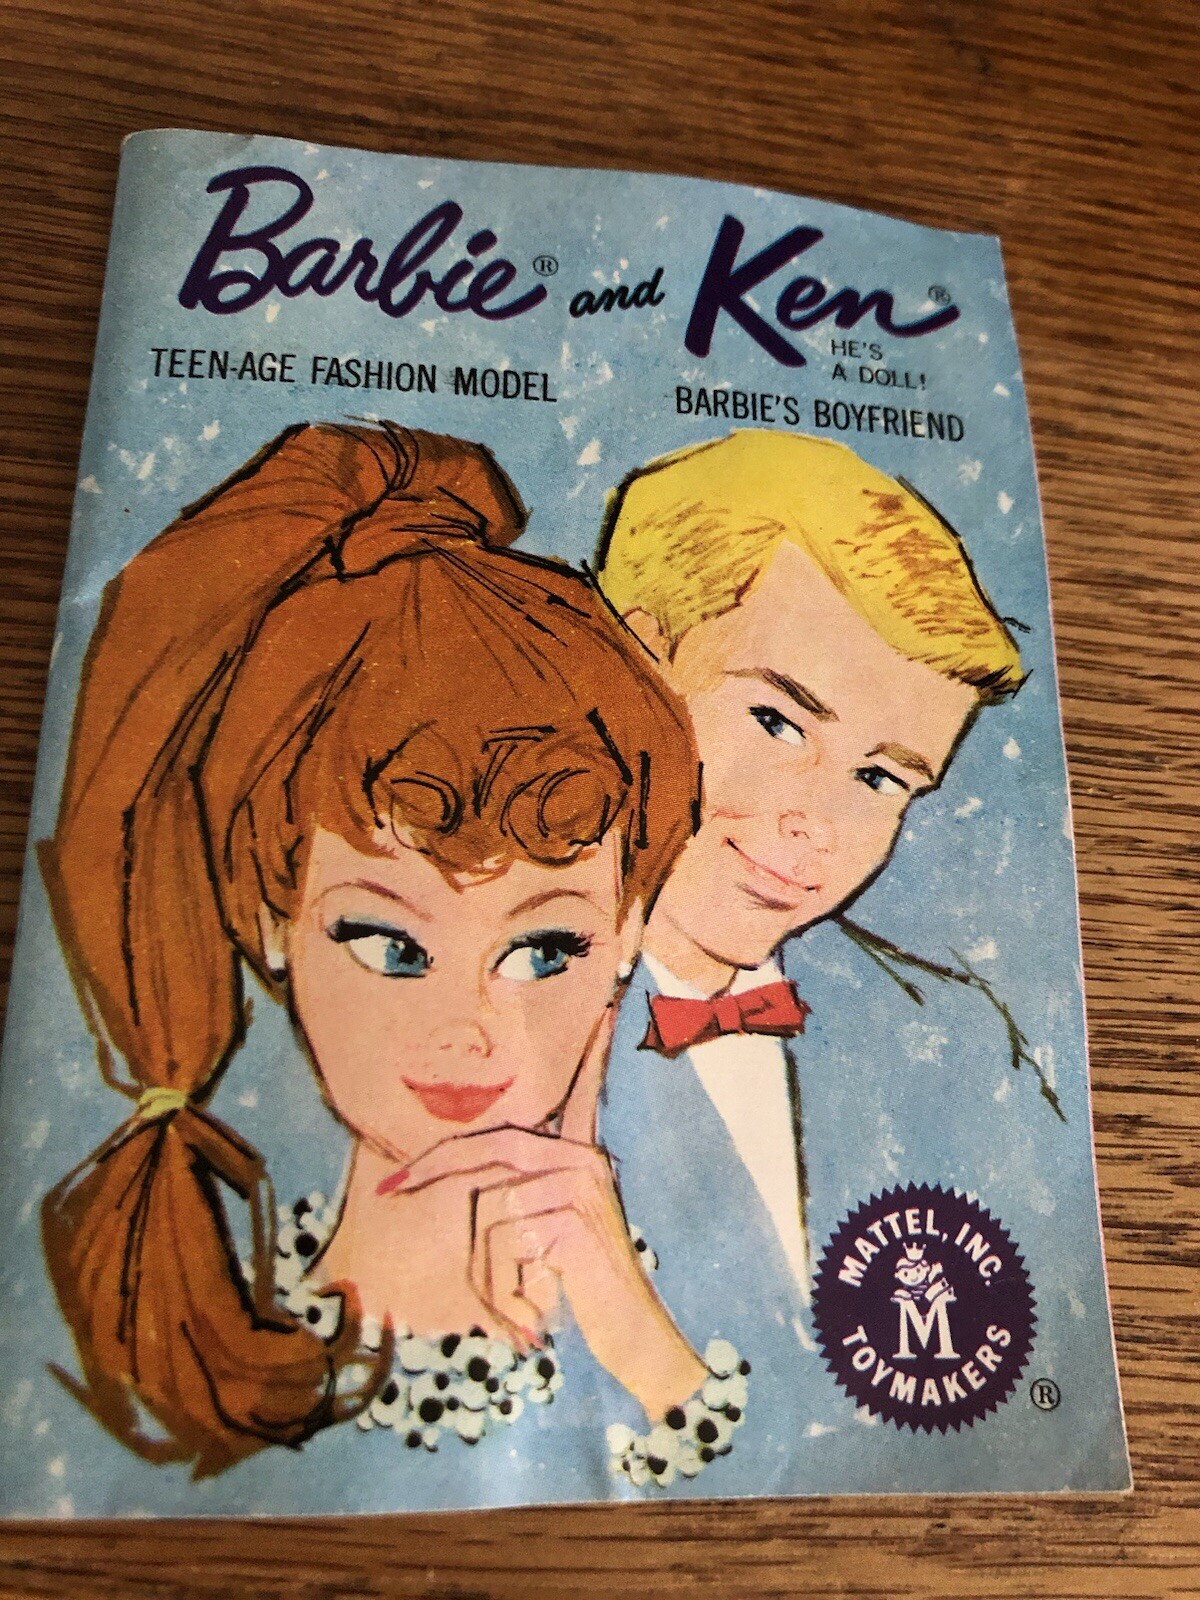 Barbie® and Ken®
HE'S
A DOLL!
TEEN-AGE FASHION MODEL
BARBIE'S BOYFRIEND
MATTEL, INC.
M
TOYMAKERS
®